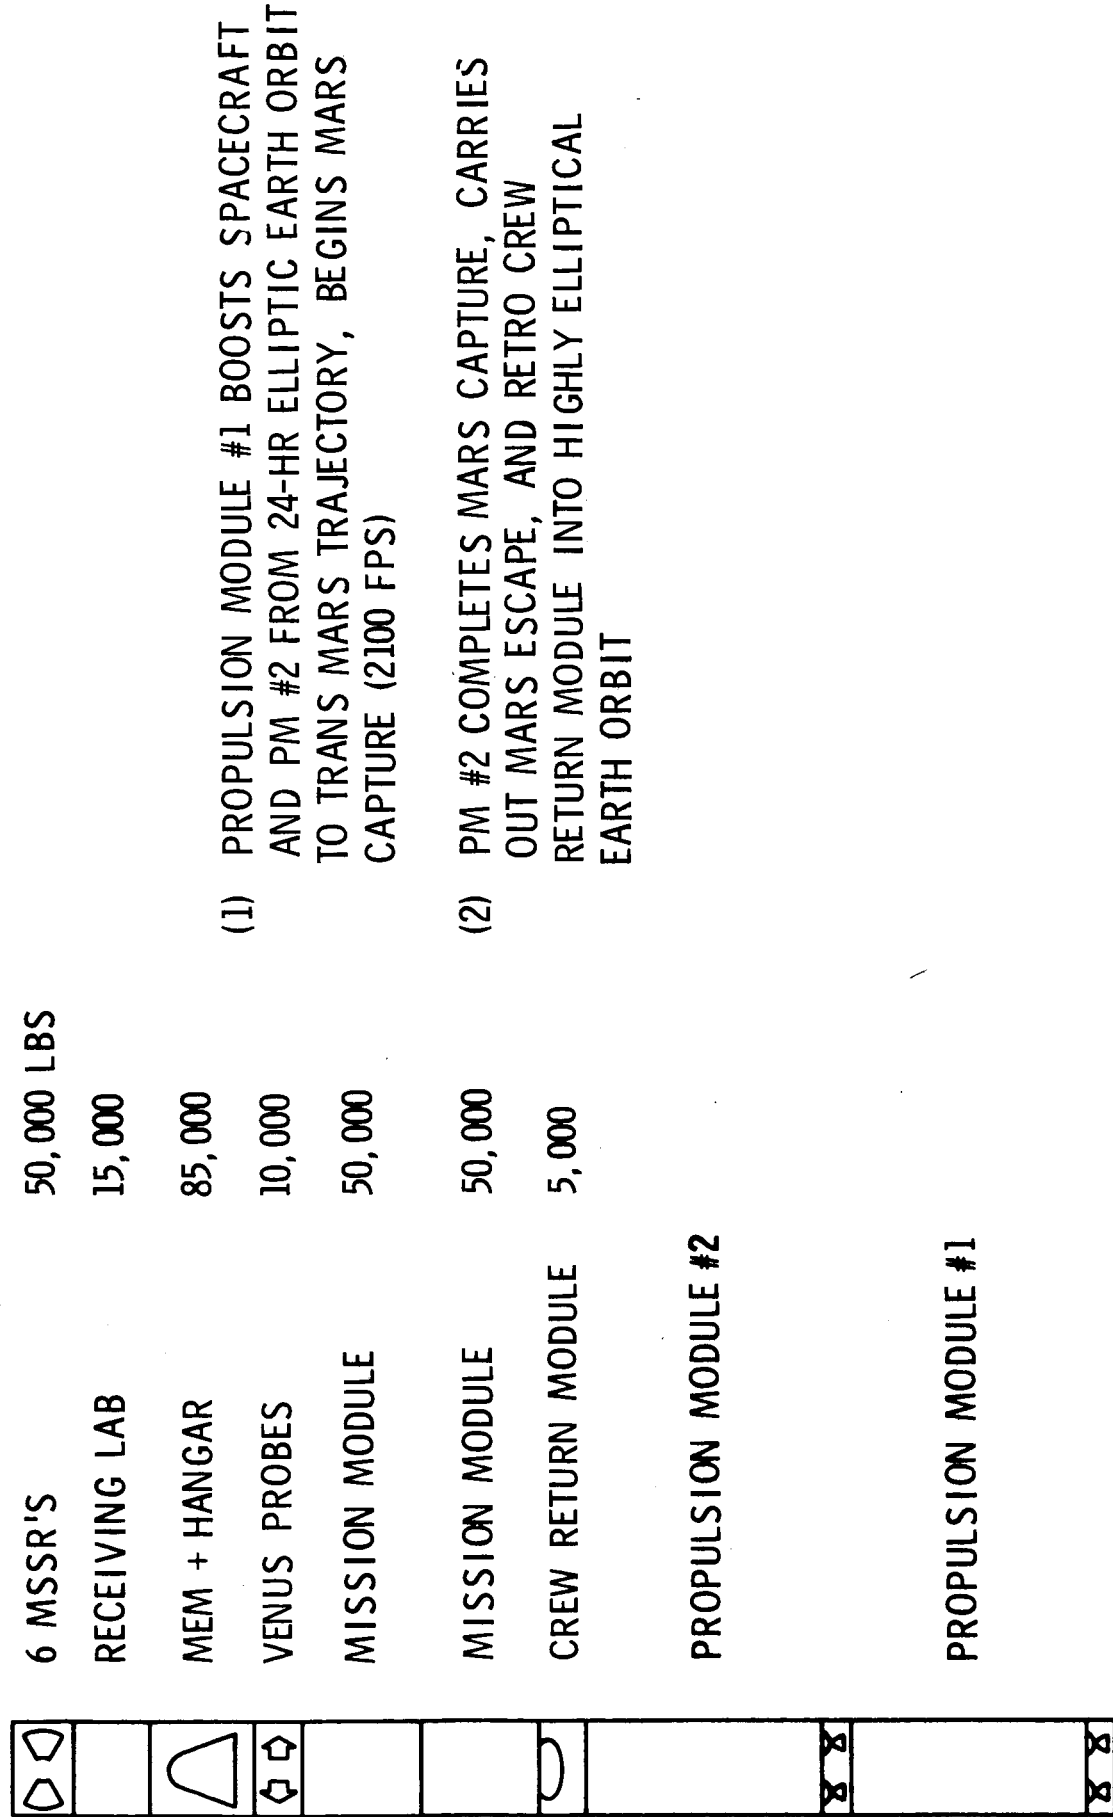 6 MSSR'S 50,000 LBS
RECEIVING LAB 15,000
MEM + HANGAR 85,000
VENUS PROBES 10,000
MISSION MODULE 50,000
MISSION MODULE 50,000
CREW RETURN MODULE 5,000
PROPULSION MODULE #2
PROPULSION MODULE #1
(1) PROPULSION MODULE #1 BOOSTS SPACECRAFT
AND PM #2 FROM 24-HR ELLIPTIC EARTH ORBIT
TO TRANS MARS TRAJECTORY, BEGINS MARS
CAPTURE (2100 FPS)
(2) PM #2 COMPLETES MARS CAPTURE, CARRIES
OUT MARS ESCAPE, AND RETRO CREW
RETURN MODULE INTO HIGHLY ELLIPTICAL
EARTH ORBIT